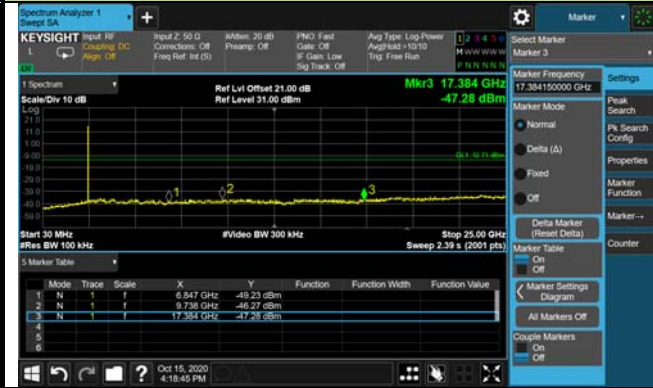 Spectrum Analyzer 1
Swept SA
+
Marker
KEYSIGHT
Input: RF
Coupling: DC
Align: Off
Input Z: 50 Ω
Corrections: Off
Freq Ref: Int (S)
#Atten: 20 dB
Preamp: Off
PNO: Fast
Gate: Off
IF Gain: Low
Sig Track: Off
Avg Type: Log-Power
Avg|Hold:>10/10
Trig: Free Run
1 2 3 4 5 6
M W W W W W
P N N N N N
L
Select Marker
Marker 3
1 Spectrum
Scale/Div 10 dB
Log
Ref Lvl Offset 21.00 dB
Ref Level 31.00 dBm
Mkr3 17.384150000 GHz
-47.28 dBm
21.0
11.0
1.00
-9.00
-19.0
-29.0
-39.0
-49.0
-59.0
1
2
3
Start 30 MHz
#Res BW 100 kHz
#Video BW 300 kHz
Stop 25.00 GHz
Sweep 2.39 s (2001 pts)
5 Marker Table
Mode Trace Scale X Y Function Function Width Function Value
1 N 1 f 6.847 GHz -49.23 dBm
2 N 1 f 9.738 GHz -46.27 dBm
3 N 1 f 17.384 GHz -47.28 dBm
4
5
6
Marker Frequency
17.384150000 GHz
Marker Mode
Normal
Delta (Δ)
Fixed
Off
Delta Marker
(Reset Delta)
Marker Table
On
Off
Marker Settings
Diagram
All Markers Off
Couple Markers
On
Off
Settings
Peak
Search
Pk Search
Config
Properties
Marker
Function
Marker→
Counter
?
Oct 15, 2020
4:18:45 PM